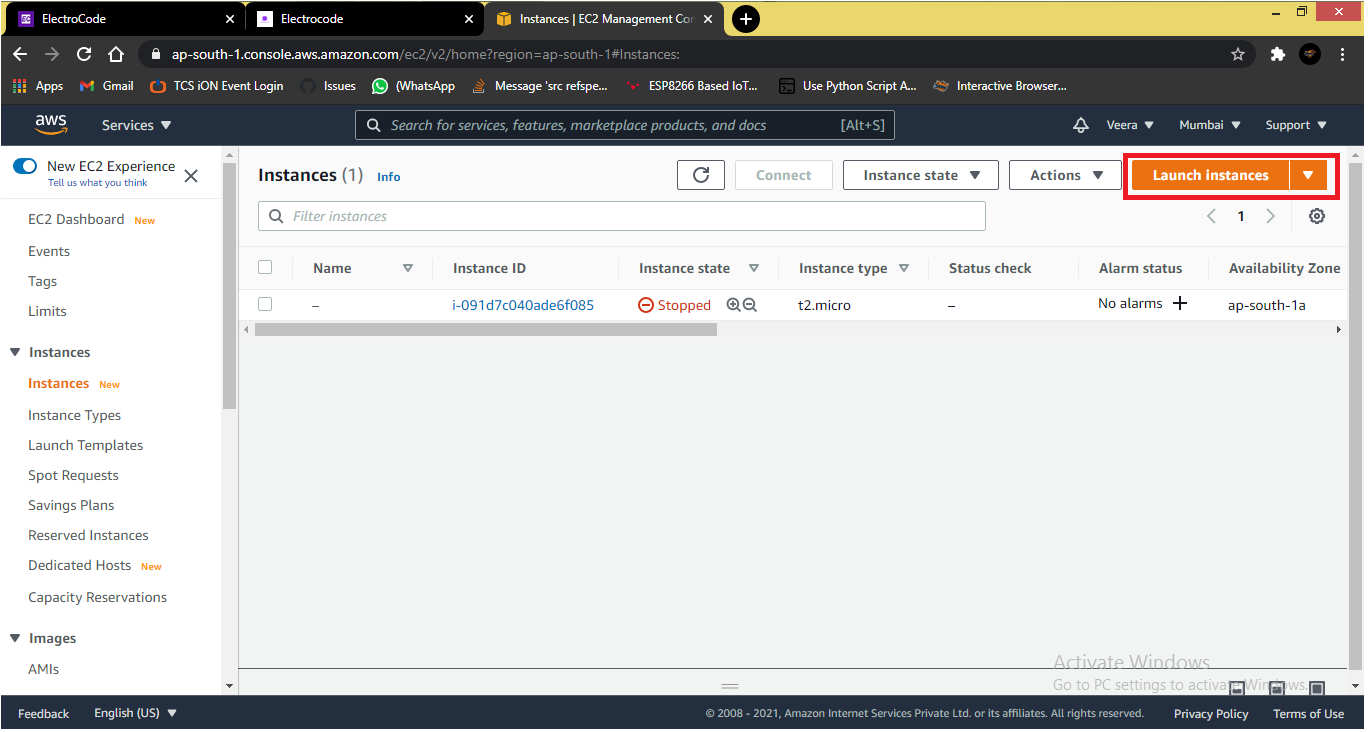 ElectroCode
Electrocode
Instances | EC2 Management Con
ap-south-1.console.aws.amazon.com/ec2/v2/home?region=ap-south-1#Instances:
Apps
Gmail
TCS iON Event Login
Issues
(WhatsApp
Message 'src refspe...
ESP8266 Based IoT...
Use Python Script A...
Interactive Browser...
aws
Services
Search for services, features, marketplace products, and docs
[Alt+S]
Veera
Mumbai
Support
New EC2 Experience
Tell us what you think
EC2 Dashboard New
Events
Tags
Limits
Instances
Instances New
Instance Types
Launch Templates
Spot Requests
Savings Plans
Reserved Instances
Dedicated Hosts New
Capacity Reservations
Images
AMIs
Instances (1) Info
Connect
Instance state
Actions
Launch instances
Filter instances
1
Name
Instance ID
Instance state
Instance type
Status check
Alarm status
Availability Zone
–
i-091d7c040ade6f085
Stopped
t2.micro
–
No alarms
ap-south-1a
Activate Windows
Go to PC settings to activate Windows.
Feedback
English (US)
© 2008 - 2021, Amazon Internet Services Private Ltd. or its affiliates. All rights reserved.
Privacy Policy
Terms of Use